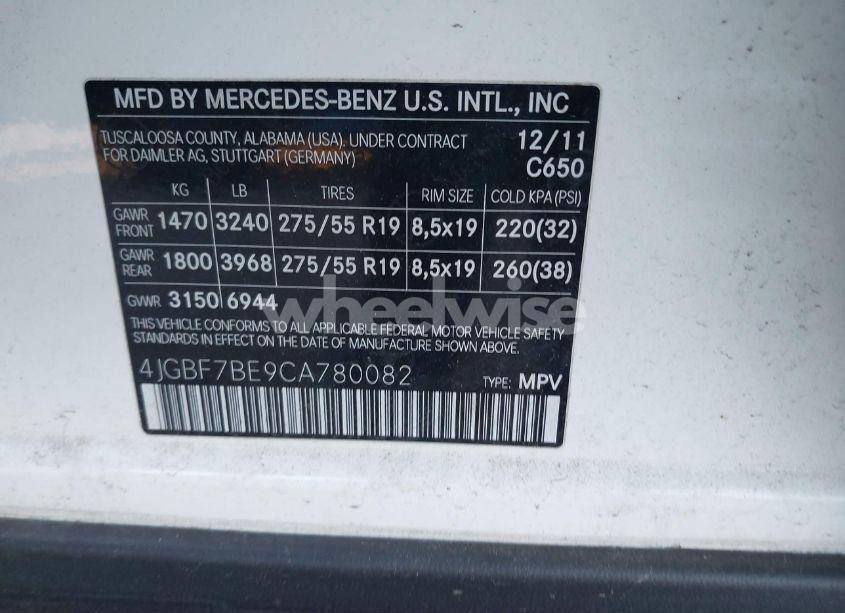 MFD BY MERCEDES-BENZ U.S. INTL., INC
TUSCALOOSA COUNTY, ALABAMA (USA). UNDER CONTRACT 12/11
FOR DAIMLER AG, STUTTGART (GERMANY) C650
KG LB TIRES RIM SIZE COLD KPA (PSI)
GAWR FRONT 1470 3240 275/55 R19 8,5x19 220(32)
GAWR REAR 1800 3968 275/55 R19 8,5x19 260(38)
GVWR 3150 6944
wheelwise
THIS VEHICLE CONFORMS TO ALL APPLICABLE FEDERAL MOTOR VEHICLE SAFETY
STANDARDS IN EFFECT ON THE DATE OF MANUFACTURE SHOWN ABOVE.
4JGBF7BE9CA780082 TYPE: MPV